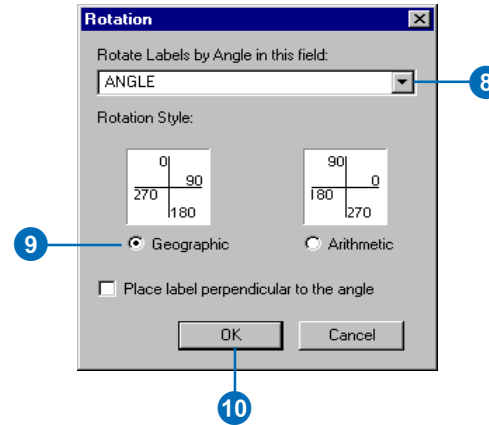 Rotation
Rotate Labels by Angle in this field:
ANGLE
8
Rotation Style:
0
90
270
180
90
0
180
270
9
Geographic
Arithmetic
Place label perpendicular to the angle
OK
Cancel
10